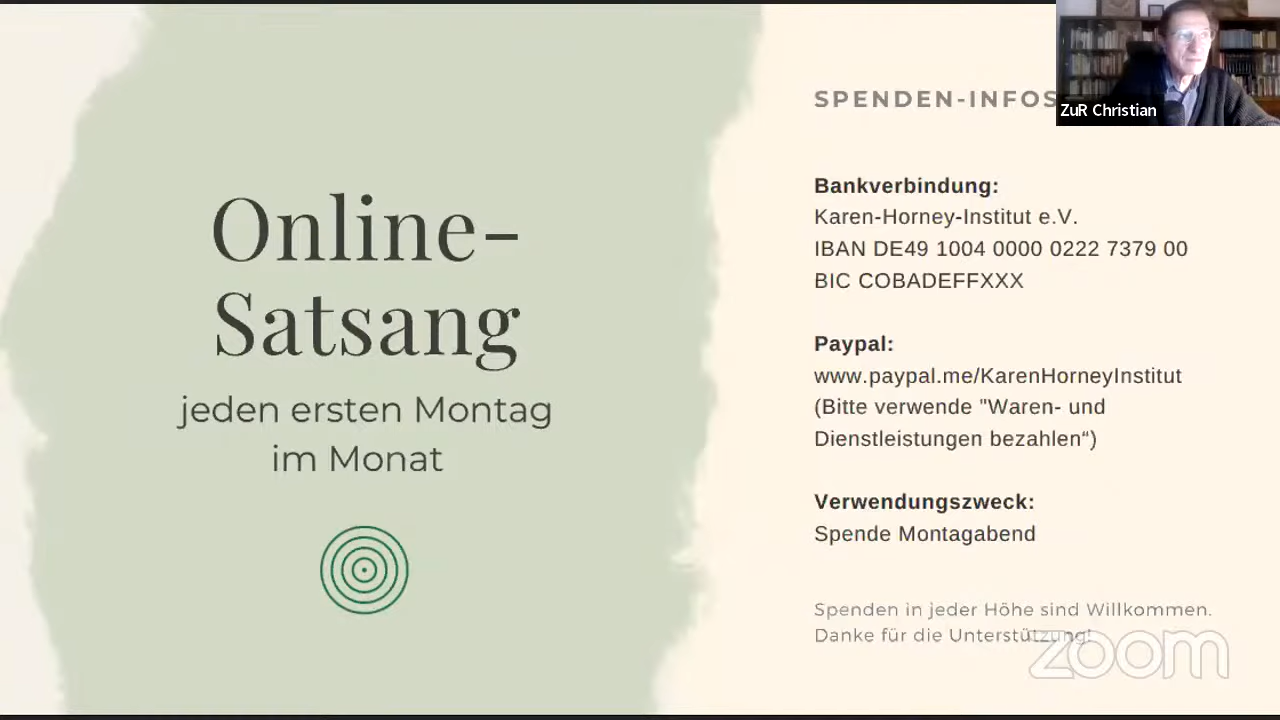 Online-
Satsang
jeden ersten Montag
im Monat
SPENDEN-INFOS
ZuR Christian
Bankverbindung:
Karen-Horney-Institut e.V.
IBAN DE49 1004 0000 0222 7379 00
BIC COBADEFFXXX
Paypal:
www.paypal.me/KarenHorneyInstitut
(Bitte verwende "Waren- und
Dienstleistungen bezahlen“)
Verwendungszweck:
Spende Montagabend
Spenden in jeder Höhe sind Willkommen.
Danke für die Unterstützung!
zoom